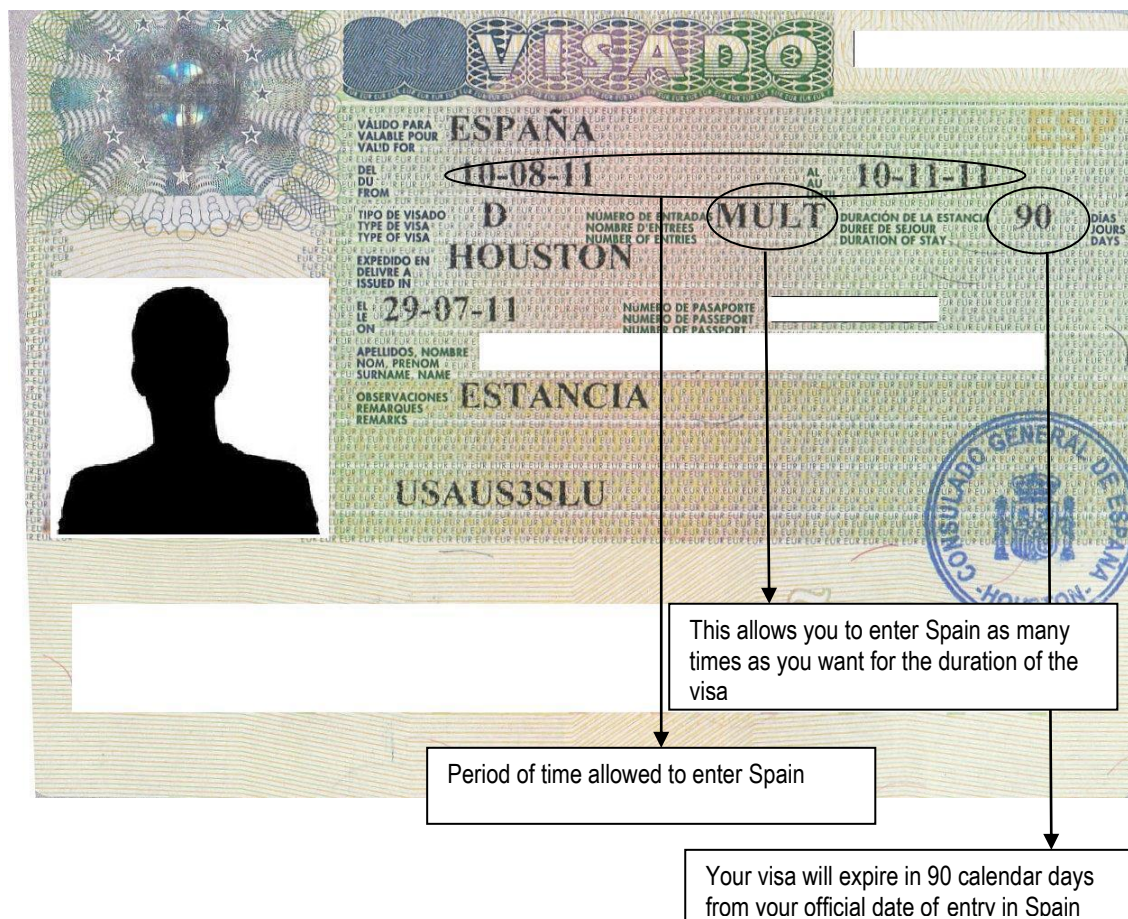 VISADO
VÁLIDO PARA
VALABLE POUR
VALID FOR
ESPAÑA
ESP
DEL
DU
FROM
10-08-11
AL
AU
10-11-11
TIPO DE VISADO
TYPE DE VISA
TYPE OF VISA
D
NÚMERO DE ENTRADAS
NOMBRE D'ENTREES
NUMBER OF ENTRIES
MULT
DURACIÓN DE LA ESTANCIA
DUREE DE SEJOUR
DURATION OF STAY
90
DÍAS
JOURS
DAYS
EXPEDIDO EN
DELIVRE A
ISSUED IN
HOUSTON
EL
LE
ON
29-07-11
NÚMERO DE PASAPORTE
NUMERO DE PASSEPORT
NUMBER OF PASSPORT
APELLIDOS, NOMBRE
NOM, PRENOM
SURNAME, NAME
OBSERVACIONES
REMARQUES
REMARKS
ESTANCIA
USAUS3SLU
CONSULADO GENERAL DE ESPAÑA
-HOUSTON-
This allows you to enter Spain as many
times as you want for the duration of the
visa
Period of time allowed to enter Spain
Your visa will expire in 90 calendar days
from your official date of entry in Spain